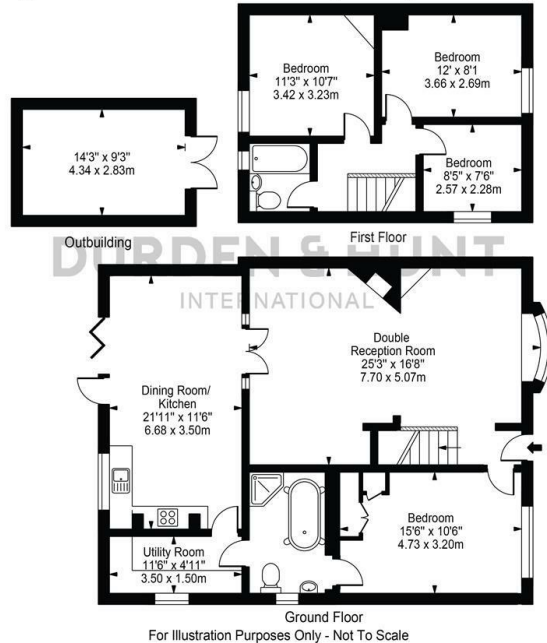 Bedroom
11'3" x 10'7"
3.42 x 3.23m
Bedroom
12' x 8'1
3.66 x 2.69m
Bedroom
8'5" x 7'6"
2.57 x 2.28m
14'3" x 9'3"
4.34 x 2.83m
Outbuilding
First Floor
DURDEN & HUNT
INTERNATIONAL
Double
Reception Room
25'3" x 16'8"
7.70 x 5.07m
Dining Room/
Kitchen
21'11" x 11'6"
6.68 x 3.50m
Bedroom
15'6" x 10'6"
4.73 x 3.20m
Utility Room
11'6" x 4'11"
3.50 x 1.50m
Ground Floor
For Illustration Purposes Only - Not To Scale